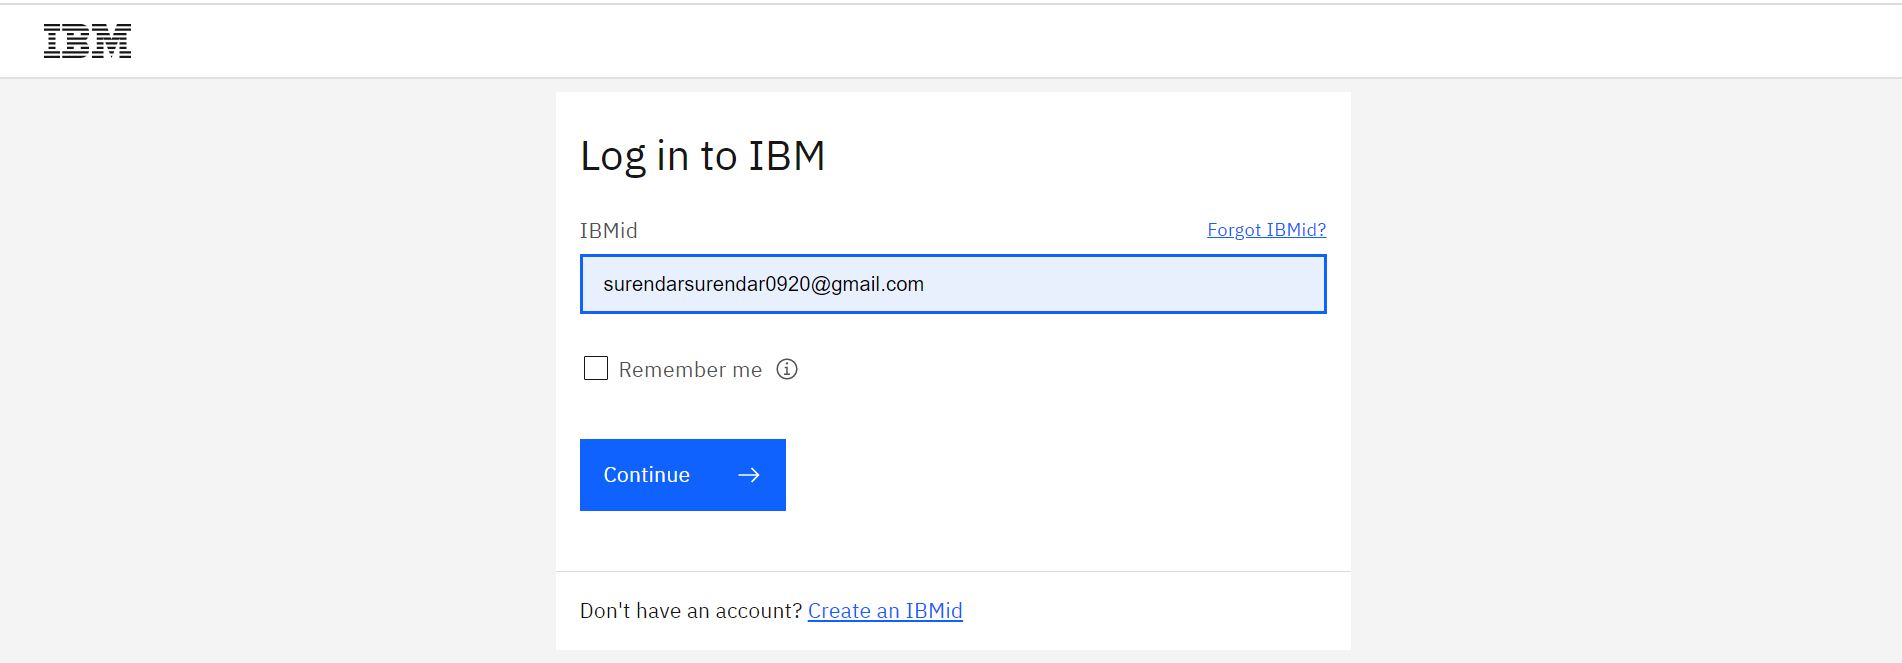 IBM
Log in to IBM
IBMid
Forgot IBMid?
surendarsurendar0920@gmail.com
Remember me
Continue
Don't have an account? Create an IBMid